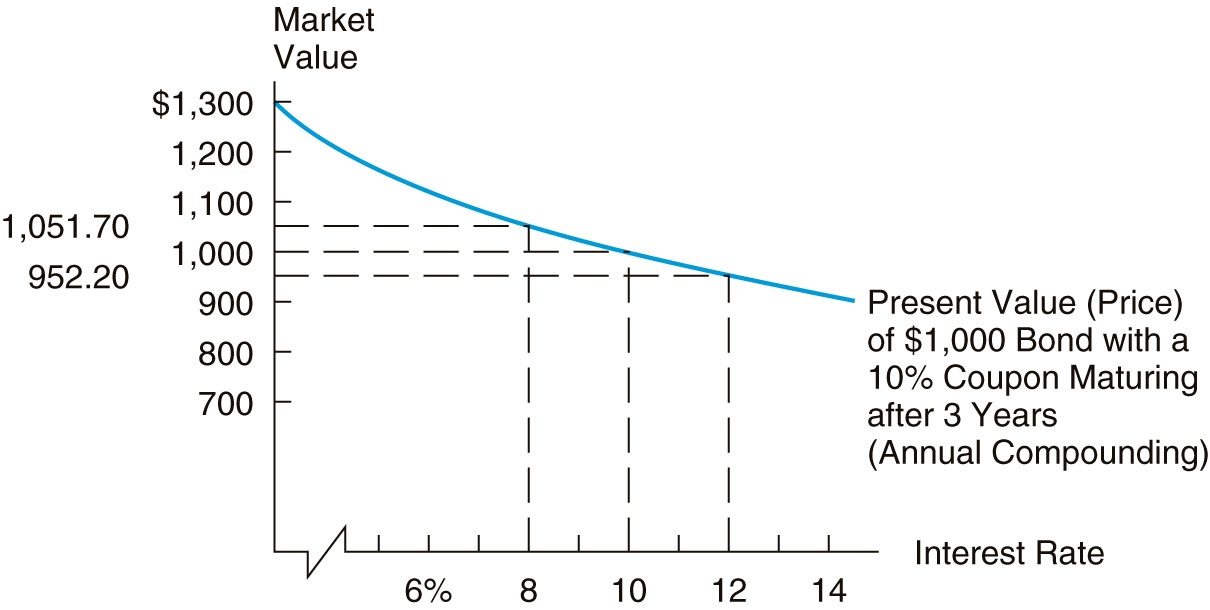 Market
Value
$1,300
1,200
1,100
1,051.70
1,000
952.20
900
800
700
Present Value (Price)
of $1,000 Bond with a
10% Coupon Maturing
after 3 Years
(Annual Compounding)
Interest Rate
6% 8 10 12 14